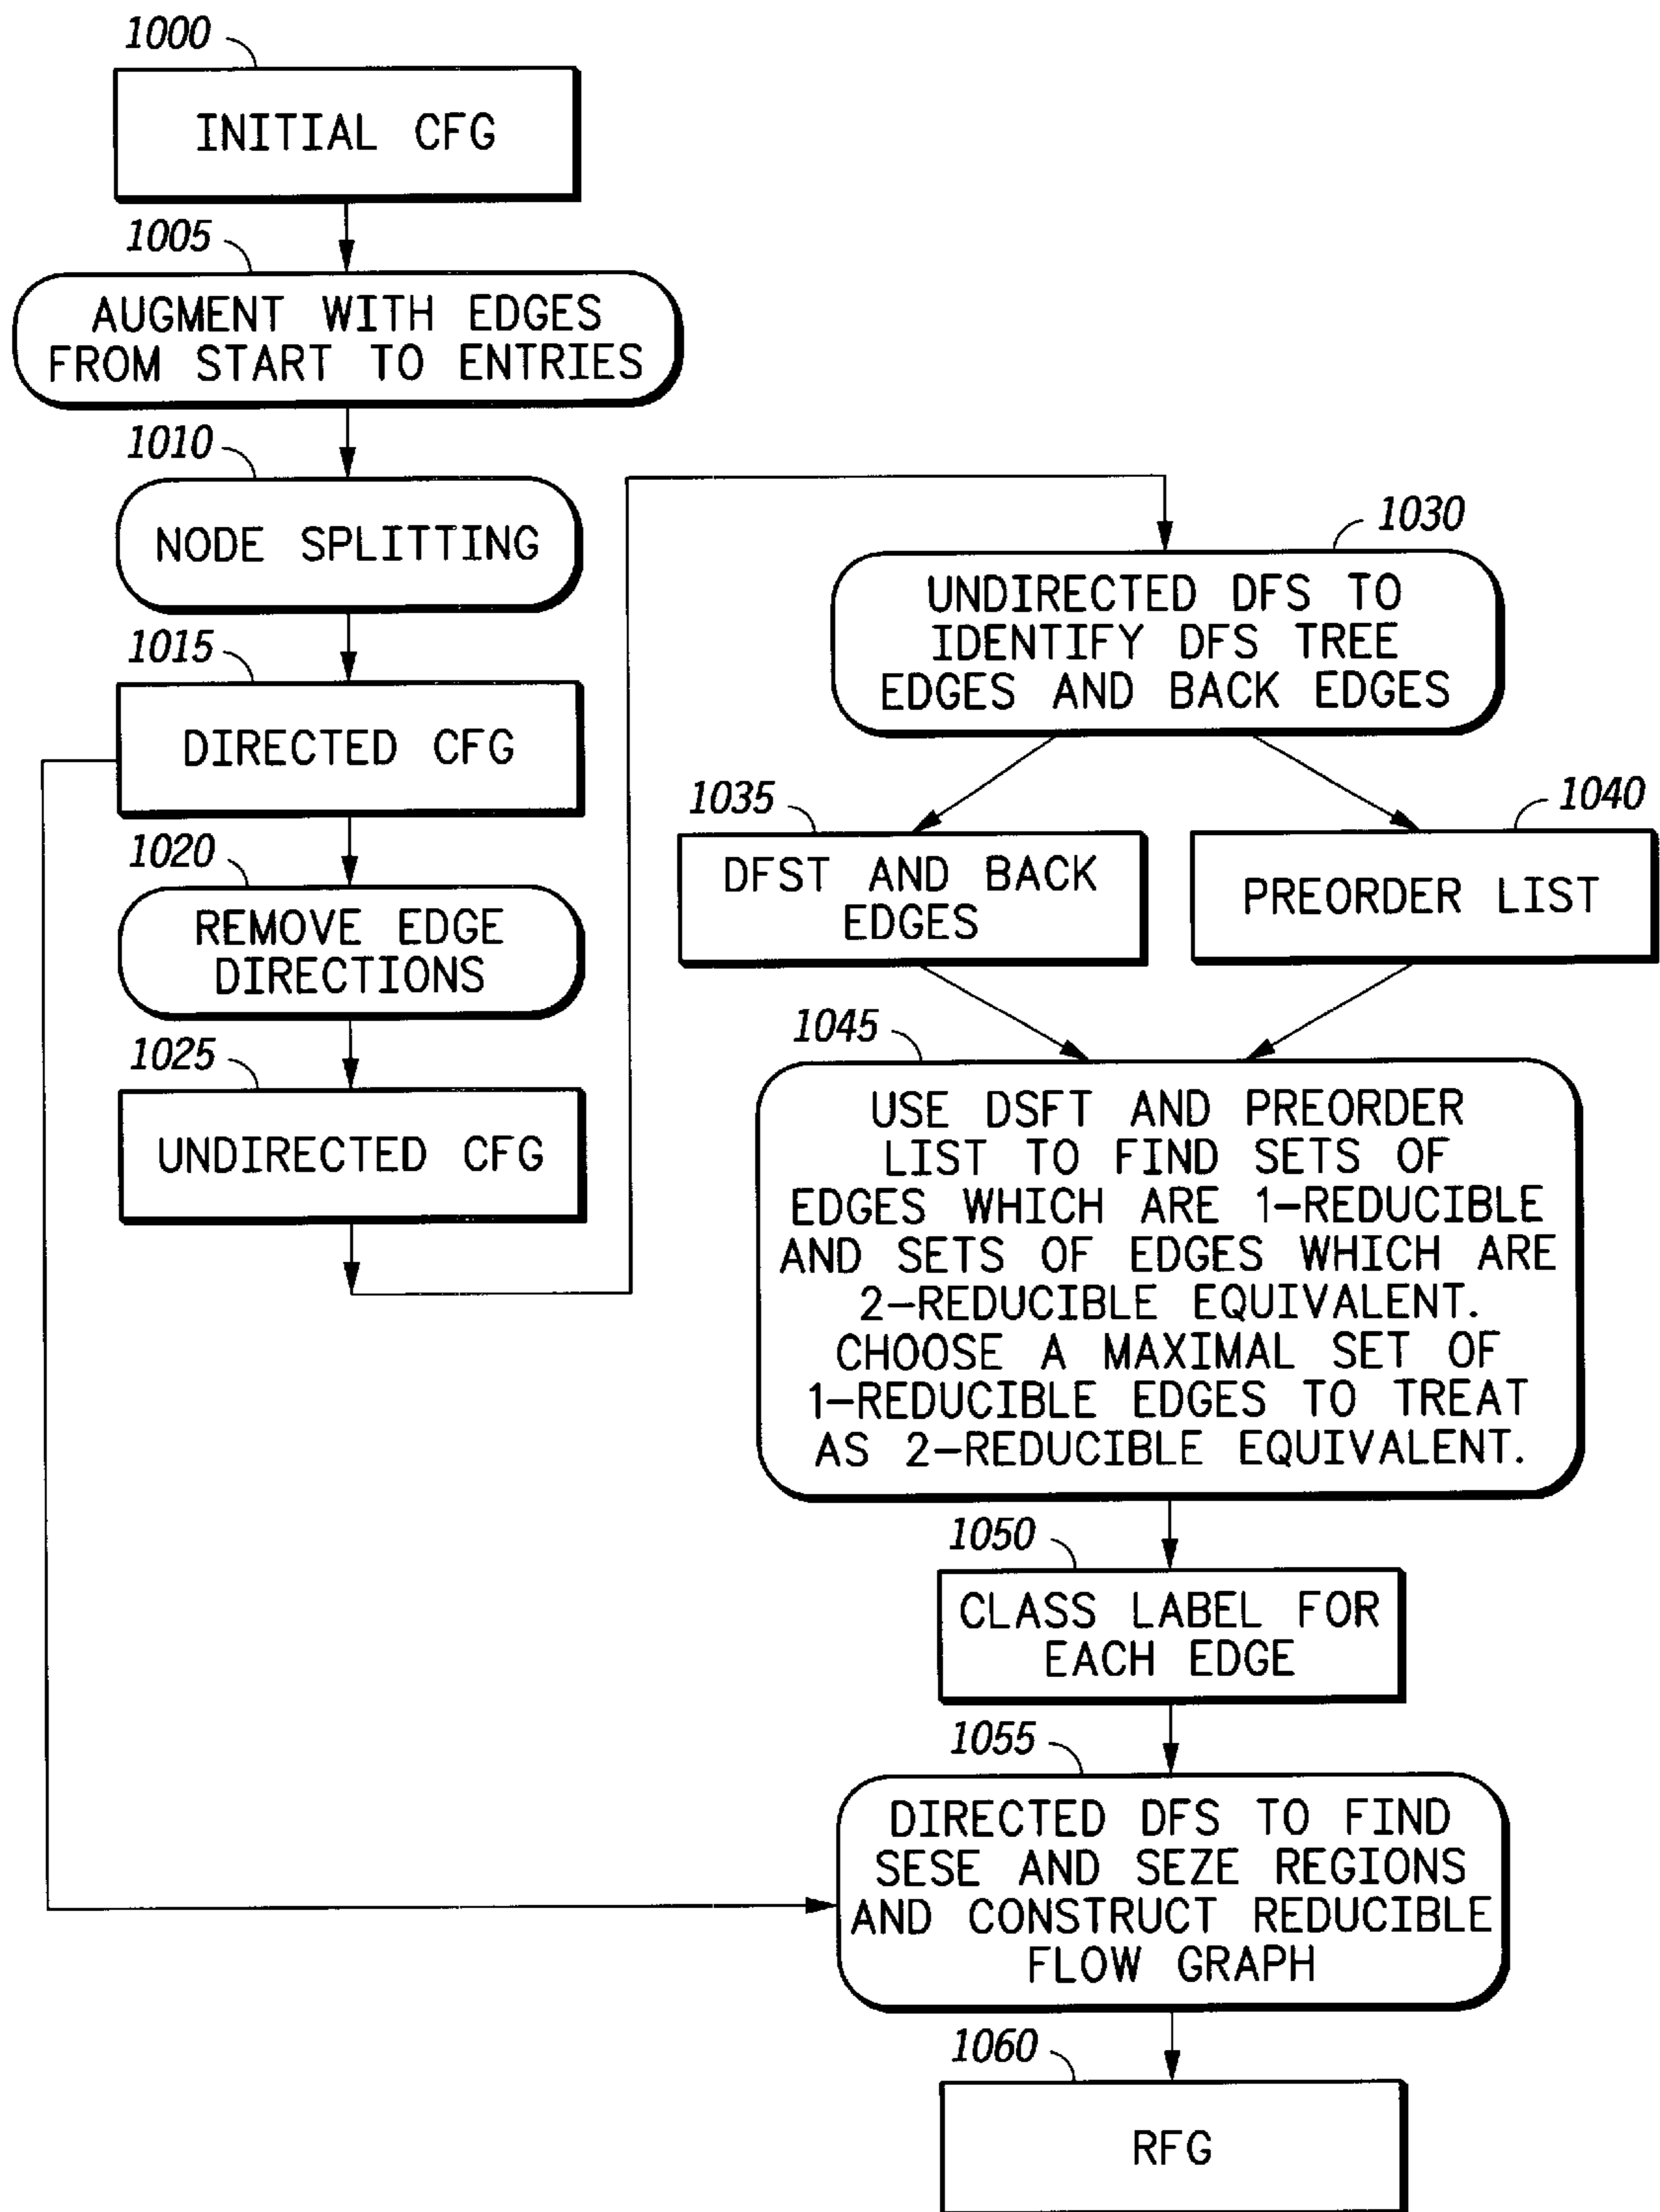 1000
INITIAL CFG
1005
AUGMENT WITH EDGES
FROM START TO ENTRIES
1010
NODE SPLITTING
1015
DIRECTED CFG
1020
REMOVE EDGE
DIRECTIONS
1025
UNDIRECTED CFG
1030
UNDIRECTED DFS TO
IDENTIFY DFS TREE
EDGES AND BACK EDGES
1035
DFST AND BACK
EDGES
1040
PREORDER LIST
1045
USE DSFT AND PREORDER
LIST TO FIND SETS OF
EDGES WHICH ARE 1-REDUCIBLE
AND SETS OF EDGES WHICH ARE
2-REDUCIBLE EQUIVALENT.
CHOOSE A MAXIMAL SET OF
1-REDUCIBLE EDGES TO TREAT
AS 2-REDUCIBLE EQUIVALENT.
1050
CLASS LABEL FOR
EACH EDGE
1055
DIRECTED DFS TO FIND
SESE AND SEZE REGIONS
AND CONSTRUCT REDUCIBLE
FLOW GRAPH
1060
RFG